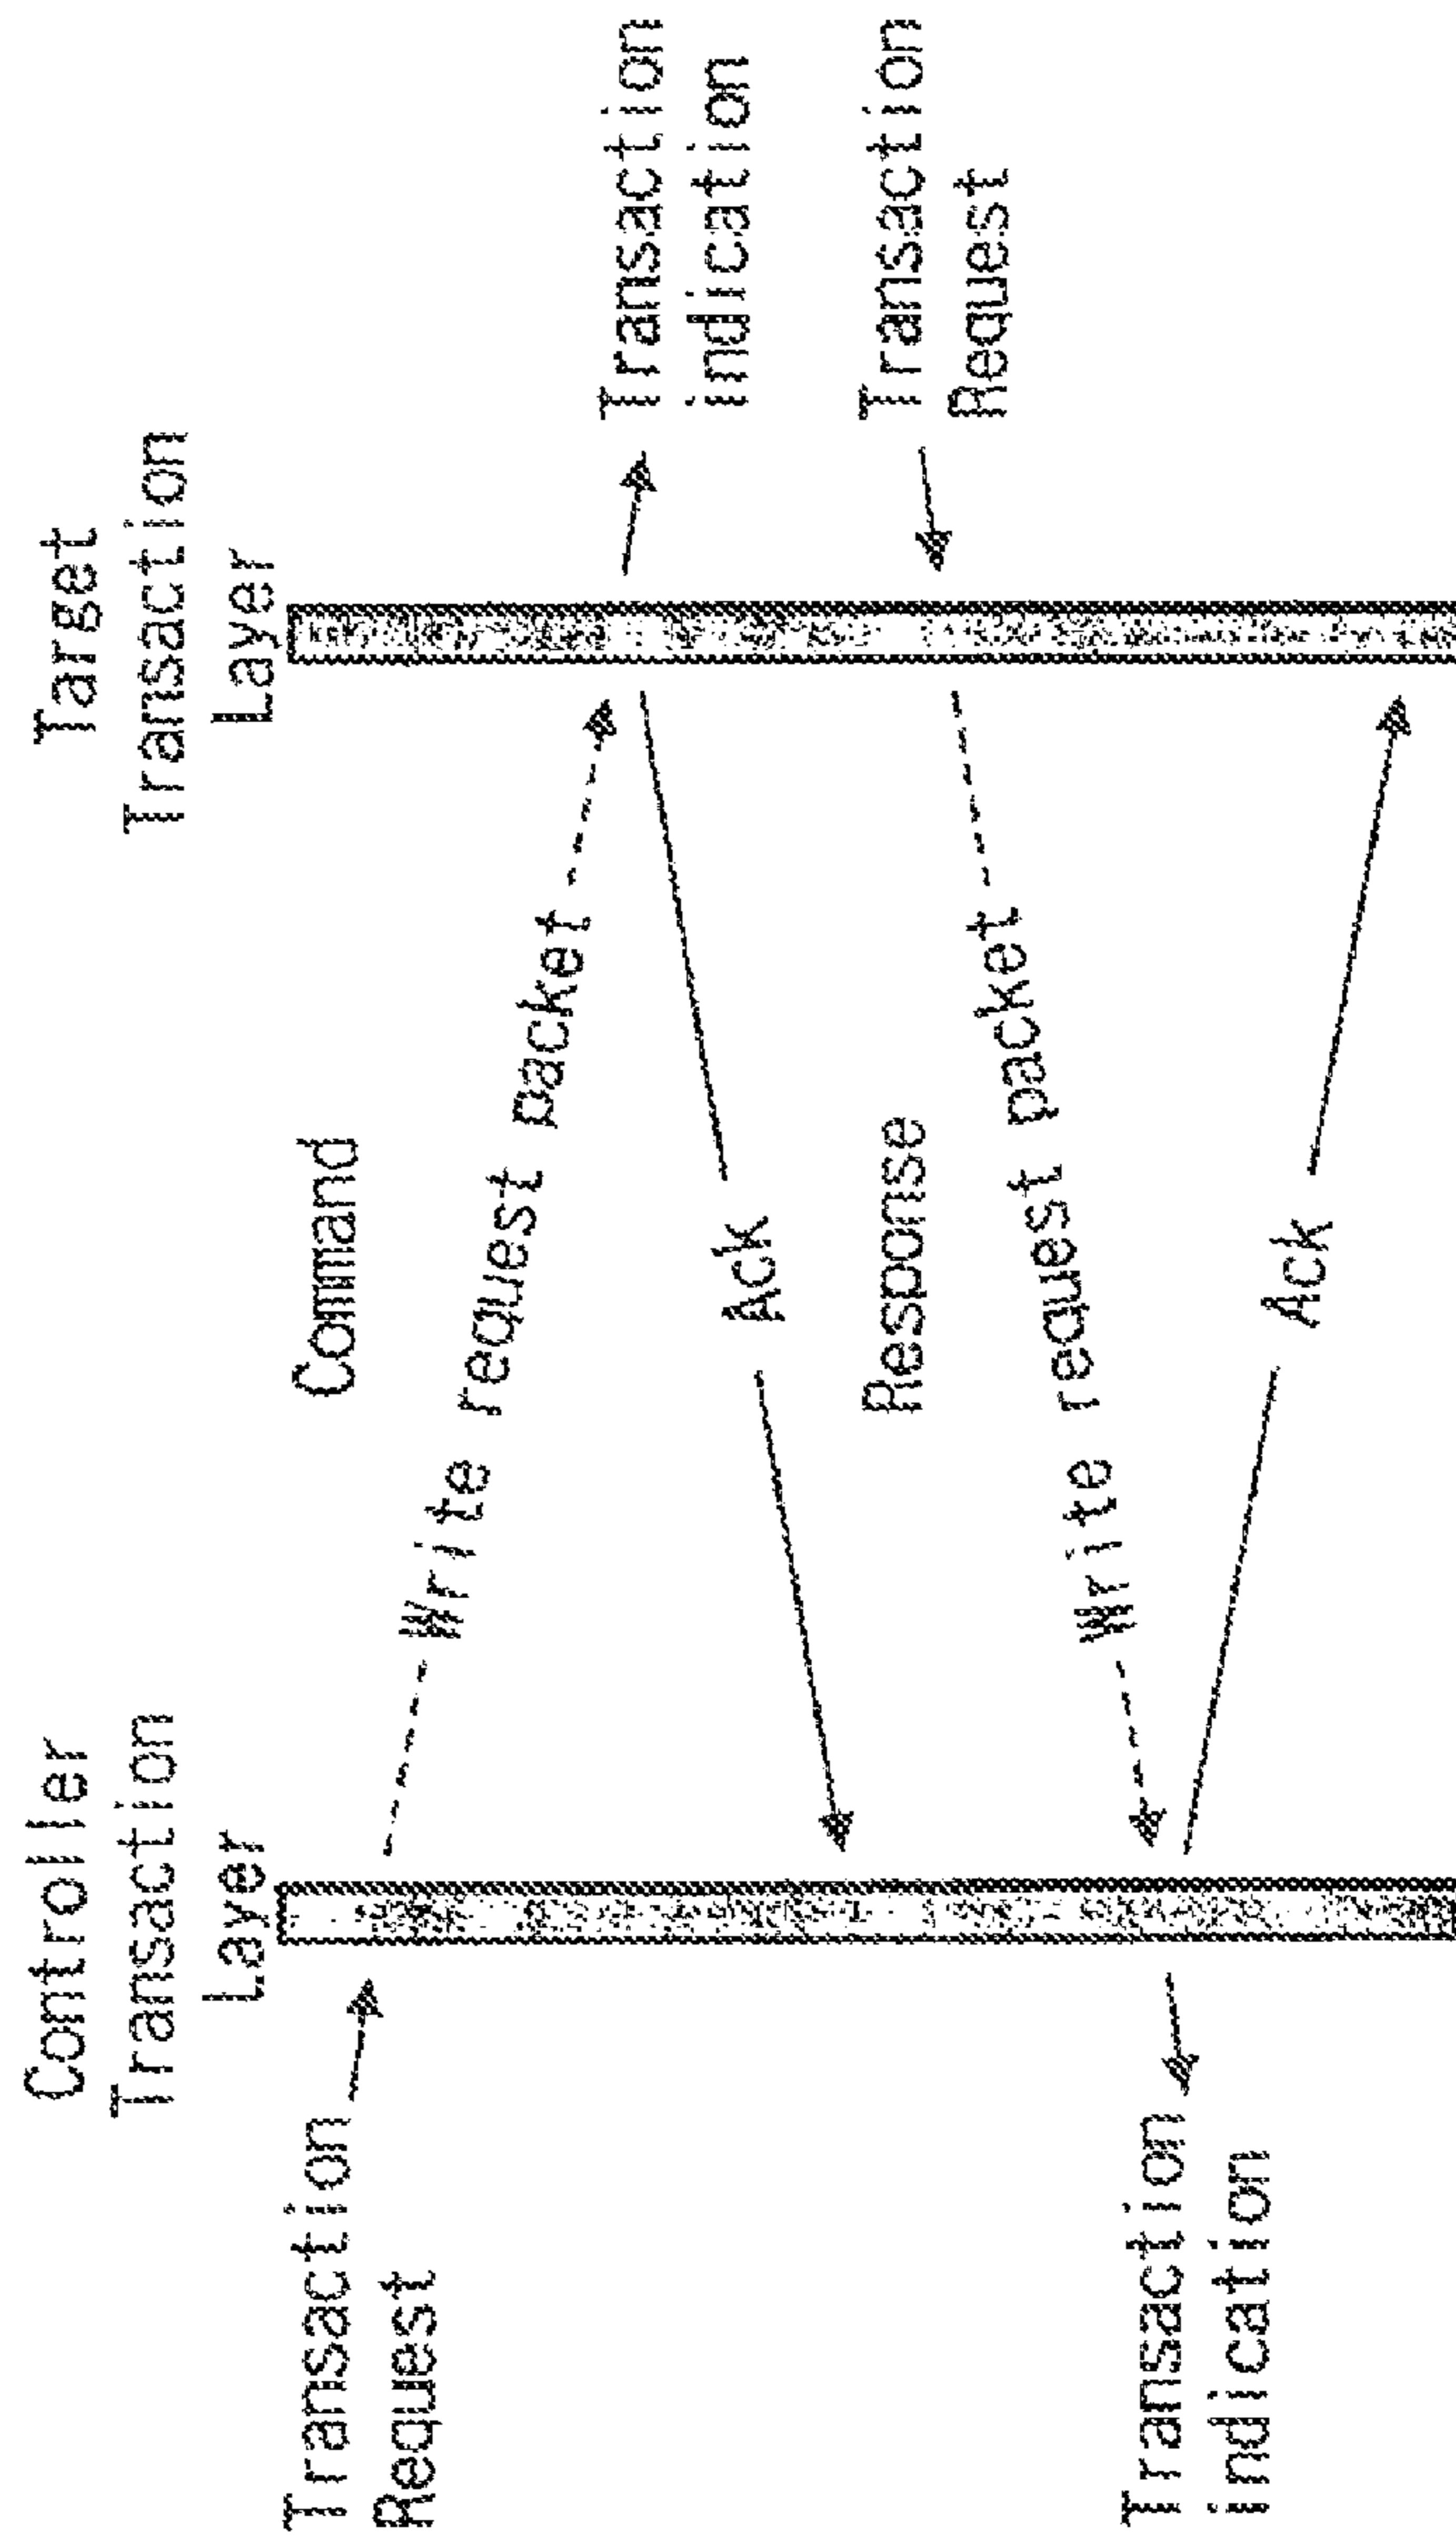 Controller
Transaction
Layer
Target
Transaction
Layer
Transaction
Request
Command
Write request packet
Transaction
indication
Ack
Response
Transaction
Request
Write request packet
Transaction
indication
Ack